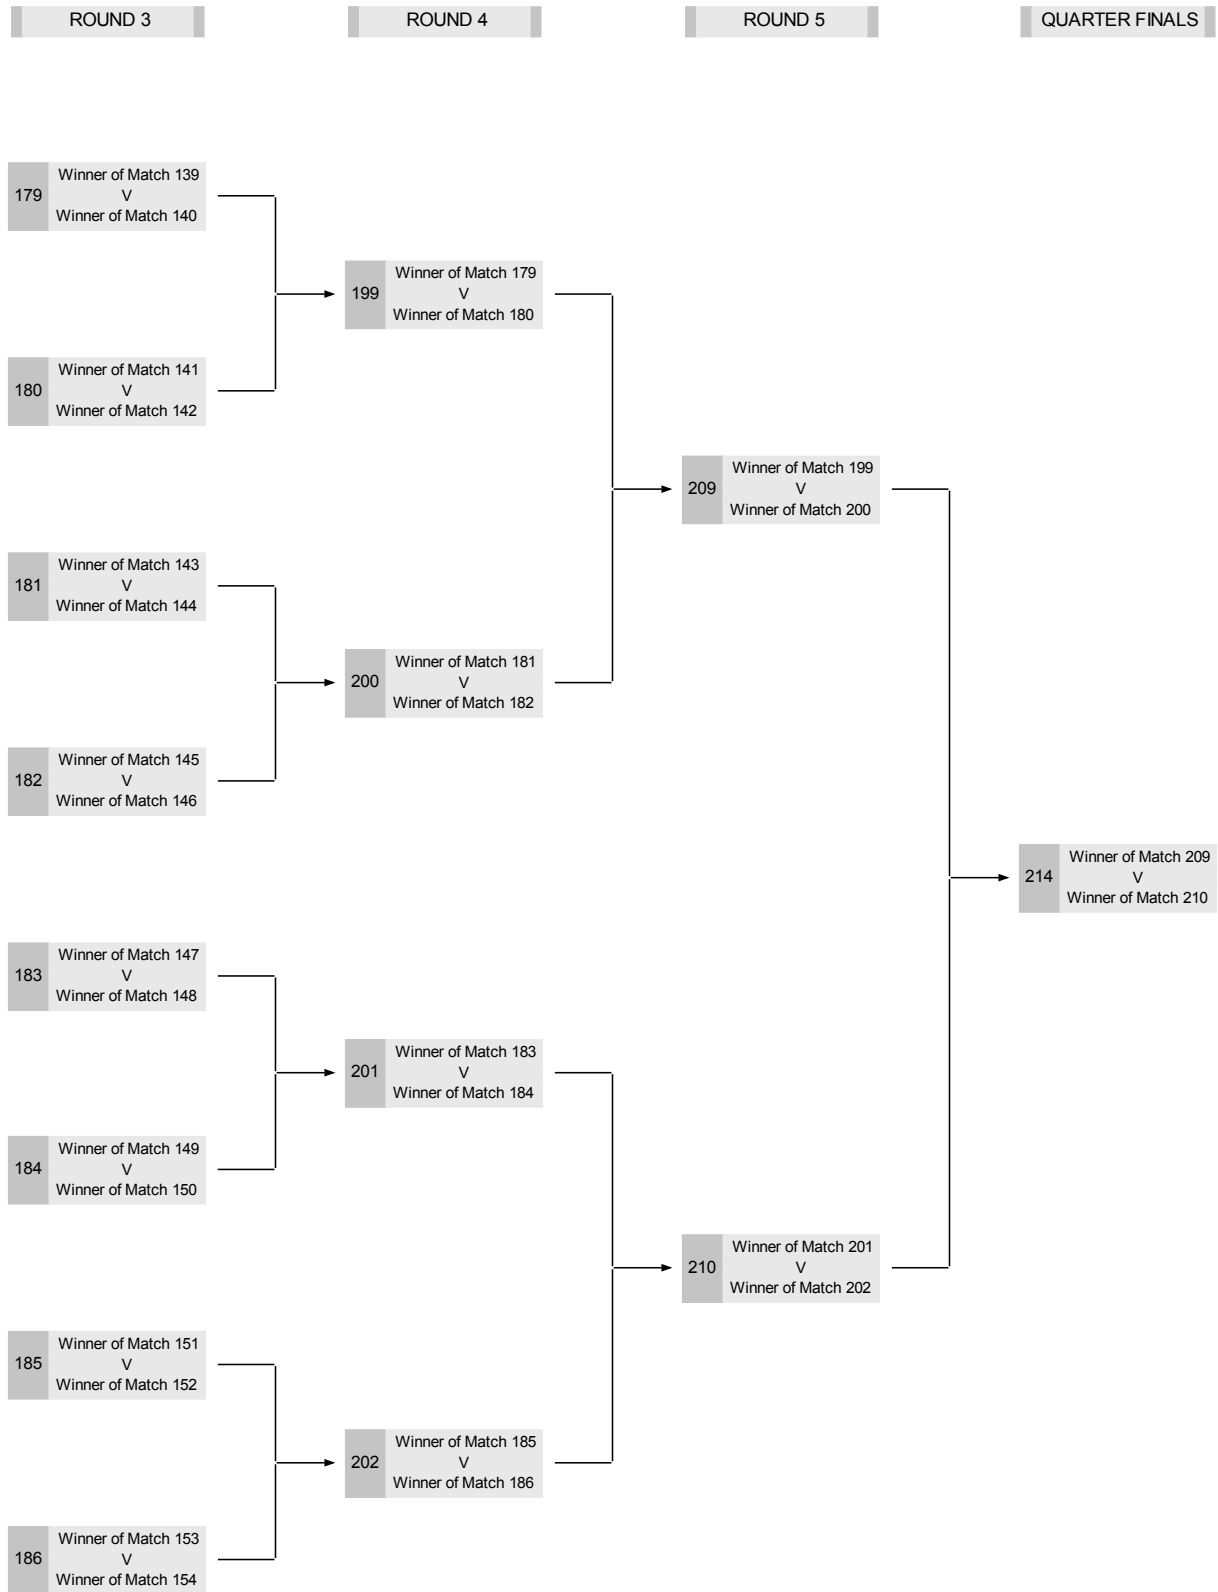 ROUND 3
ROUND 4
ROUND 5
QUARTER FINALS
179
Winner of Match 139
V
Winner of Match 140
199
Winner of Match 179
V
Winner of Match 180
180
Winner of Match 141
V
Winner of Match 142
209
Winner of Match 199
V
Winner of Match 200
181
Winner of Match 143
V
Winner of Match 144
200
Winner of Match 181
V
Winner of Match 182
182
Winner of Match 145
V
Winner of Match 146
214
Winner of Match 209
V
Winner of Match 210
183
Winner of Match 147
V
Winner of Match 148
201
Winner of Match 183
V
Winner of Match 184
184
Winner of Match 149
V
Winner of Match 150
210
Winner of Match 201
V
Winner of Match 202
185
Winner of Match 151
V
Winner of Match 152
202
Winner of Match 185
V
Winner of Match 186
186
Winner of Match 153
V
Winner of Match 154